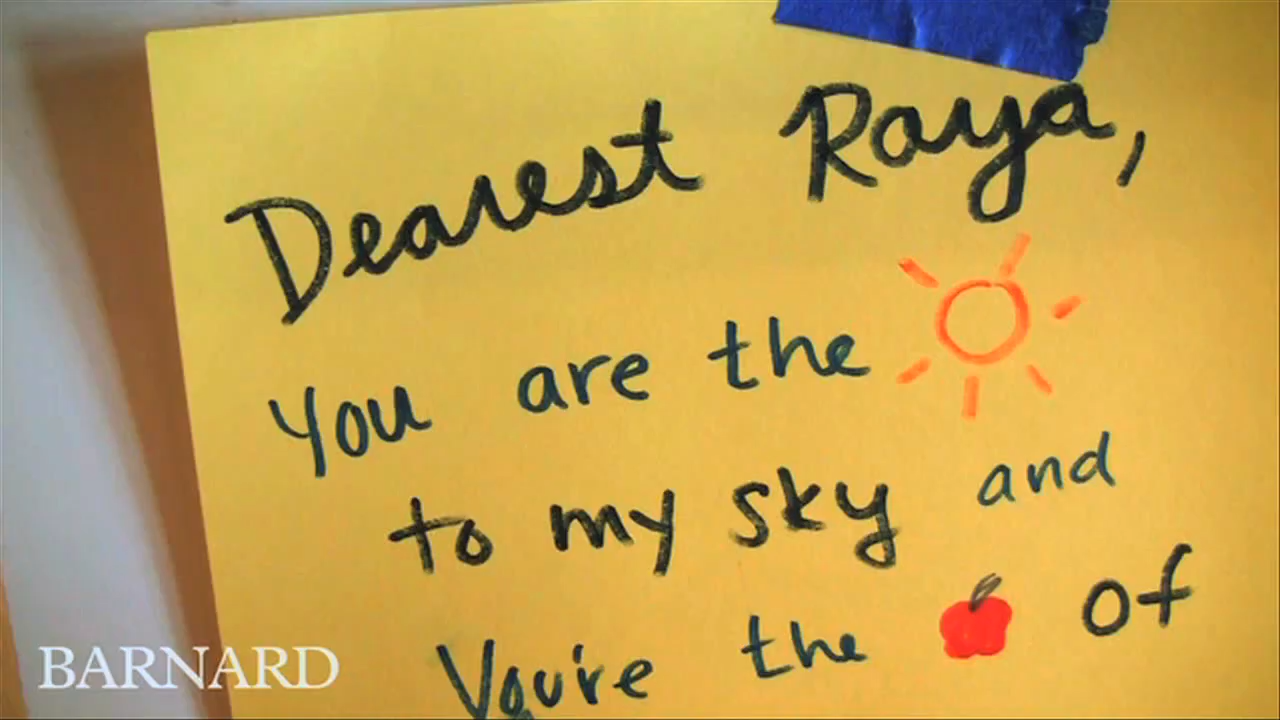 Dearest Raya,
You are the
to my sky and
You're the of
BARNARD